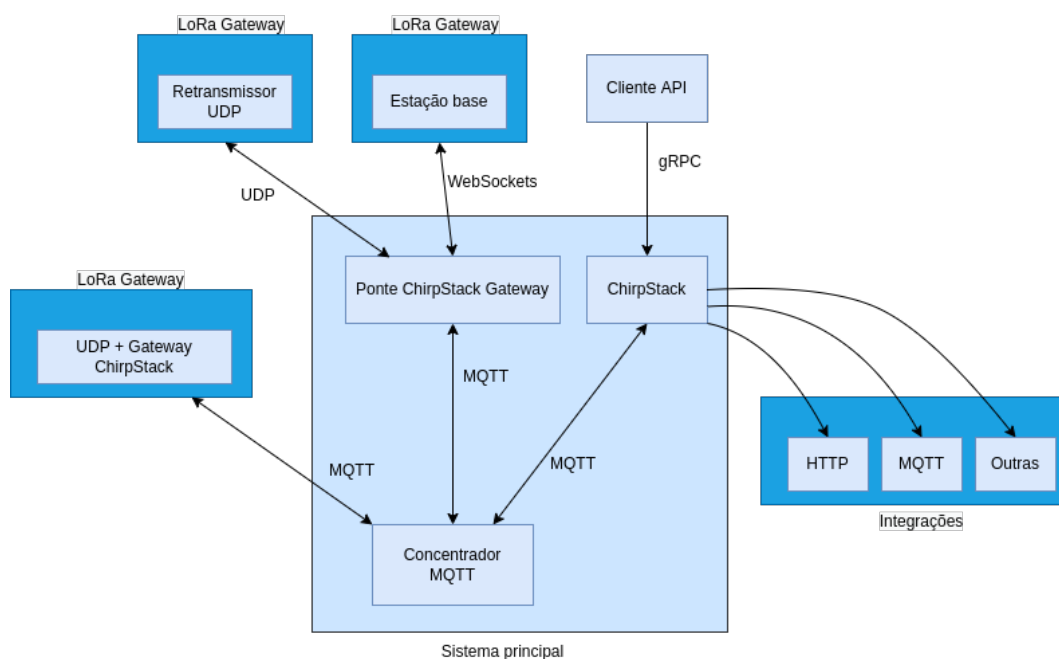 LoRa Gateway
Retransmissor
UDP
LoRa Gateway
Estação base
Cliente API
UDP
WebSockets
gRPC
LoRa Gateway
UDP + Gateway
ChirpStack
Ponte ChirpStack Gateway
ChirpStack
MQTT
MQTT
MQTT
HTTP
MQTT
Outras
Integrações
Concentrador
MQTT
Sistema principal